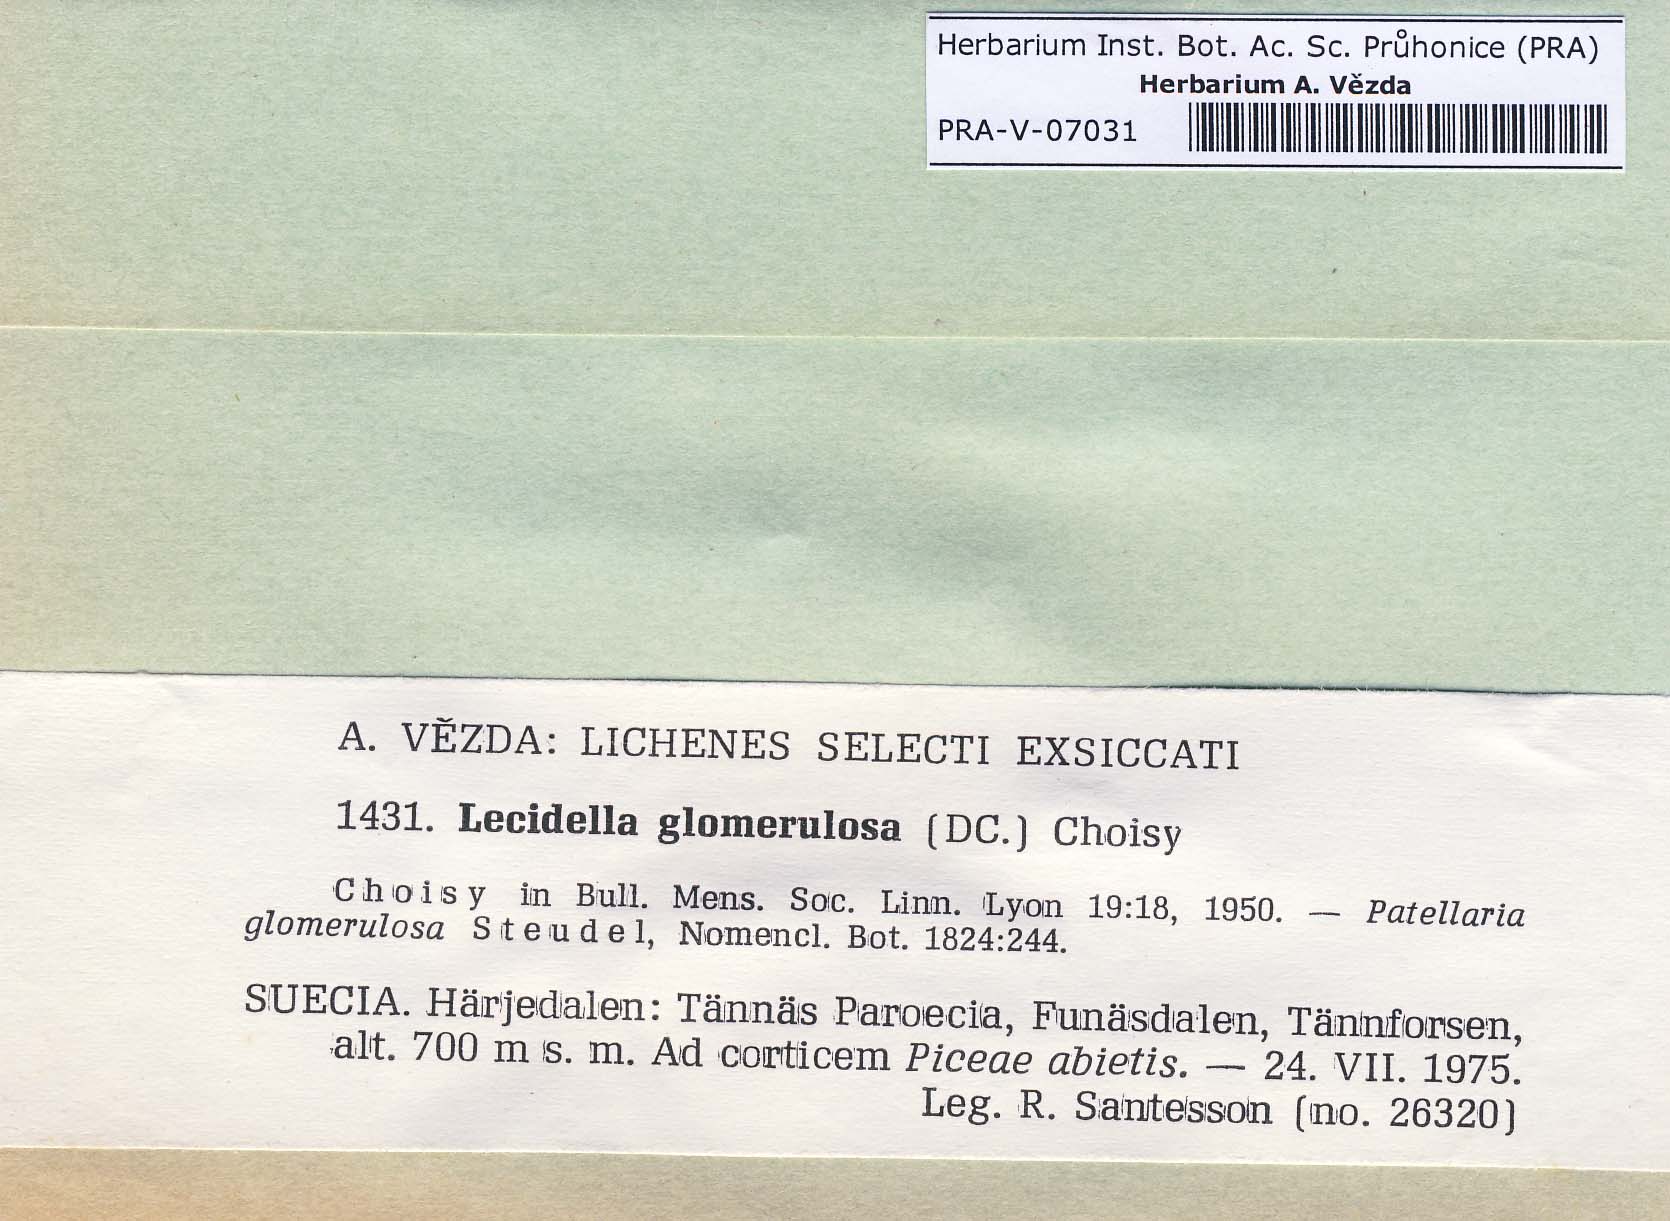 Herbarium Inst. Bot. Ac. Sc. Průhonice (PRA)
Herbarium A. Vězda
PRA-V-07031
A. VĚZDA: LICHENES SELECTI EXSICCATI
1431. Lecidella glomerulosa (DC.) Choisy
Choisy in Bull. Mens. Soc. Linn. Lyon 19:18, 1950. — Patellaria
glomerulosa Steudel, Nomencl. Bot. 1824:244.
SUECIA. Härjedalen: Tännäs Paroecia, Funäsdalen, Tännforsen,
alt. 700 m s. m. Ad corticem Piceae abietis. — 24. VII. 1975.
Leg. R. Santesson (no. 26320)